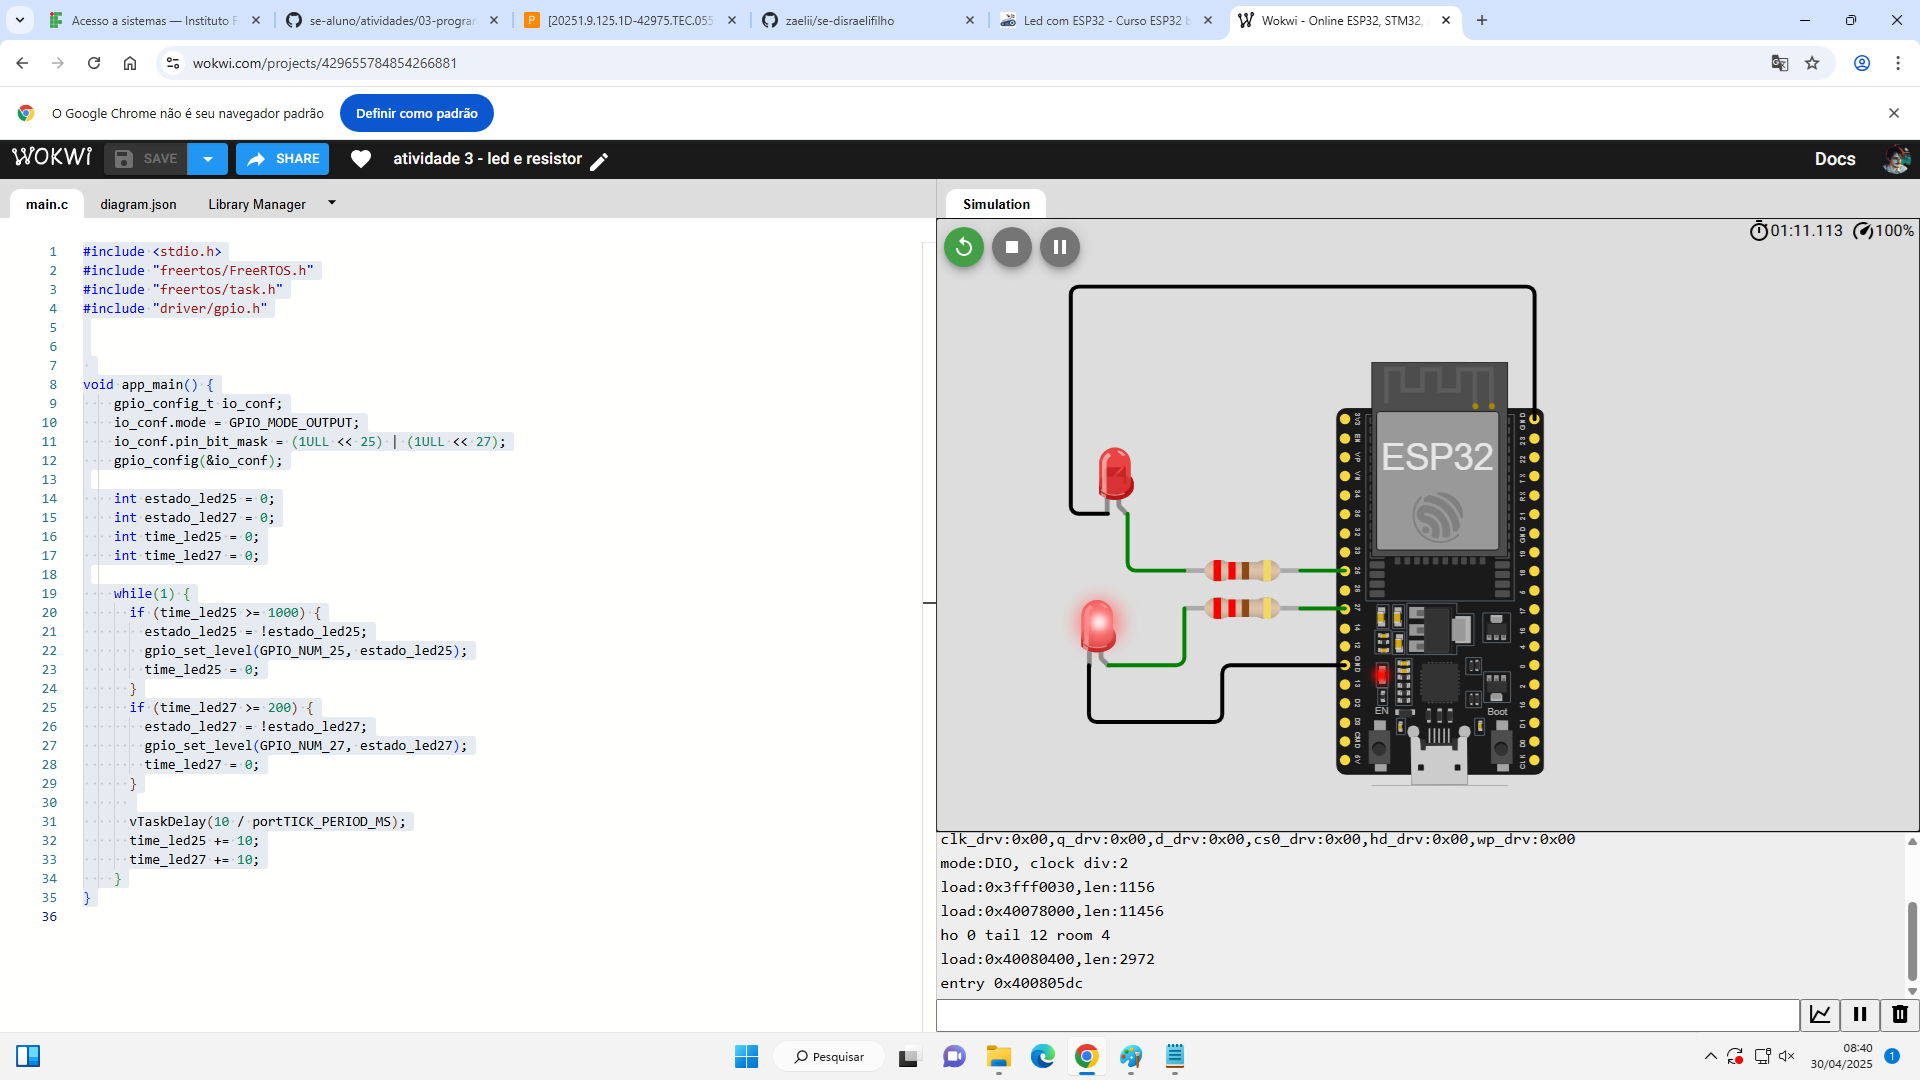 Acesso a sistemas — Instituto F
se-aluno/atividades/03-program
[20251.9.125.1D-42975.TEC.055
zaelii/se-disraelifilho
Led com ESP32 - Curso ESP32 b
Wokwi - Online ESP32, STM32, A
wokwi.com/projects/429655784854266881
O Google Chrome não é seu navegador padrão
Definir como padrão
WOKWI
SAVE
SHARE
atividade 3 - led e resistor
Docs
main.c
diagram.json
Library Manager
Simulation
01:11.113
100%
1 #include <stdio.h>
2 #include "freertos/FreeRTOS.h"
3 #include "freertos/task.h"
4 #include "driver/gpio.h"
5
6
7
8 void app_main() {
9 gpio_config_t io_conf;
10 io_conf.mode = GPIO_MODE_OUTPUT;
11 io_conf.pin_bit_mask = (1ULL << 25) | (1ULL << 27);
12 gpio_config(&io_conf);
13
14 int estado_led25 = 0;
15 int estado_led27 = 0;
16 int time_led25 = 0;
17 int time_led27 = 0;
18
19 while(1) {
20 if (time_led25 >= 1000) {
21 estado_led25 = !estado_led25;
22 gpio_set_level(GPIO_NUM_25, estado_led25);
23 time_led25 = 0;
24 }
25 if (time_led27 >= 200) {
26 estado_led27 = !estado_led27;
27 gpio_set_level(GPIO_NUM_27, estado_led27);
28 time_led27 = 0;
29 }
30
31 vTaskDelay(10 / portTICK_PERIOD_MS);
32 time_led25 += 10;
33 time_led27 += 10;
34 }
35 }
36
ESP32
EN
Boot
clk_drv:0x00,q_drv:0x00,d_drv:0x00,cs0_drv:0x00,hd_drv:0x00,wp_drv:0x00
mode:DIO, clock div:2
load:0x3fff0030,len:1156
load:0x40078000,len:11456
ho 0 tail 12 room 4
load:0x40080400,len:2972
entry 0x400805dc
Pesquisar
08:40
30/04/2025
1